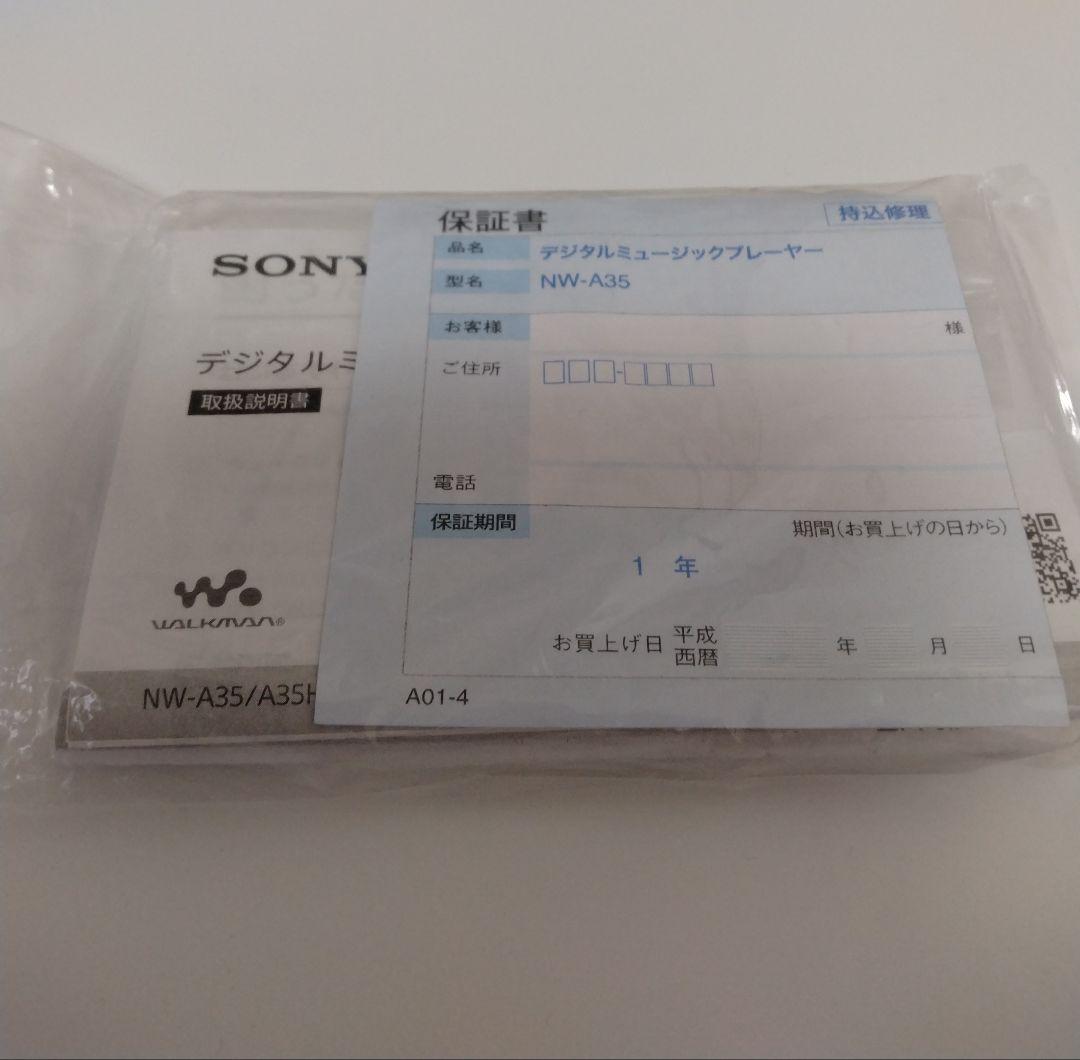 SONY
デジタルミ
取扱説明書
WALKMAN®
NW-A35/A35H
保証書
持込修理
品名 デジタルミュージックプレーヤー
型名 NW-A35
お客様 様
ご住所
電話
保証期間 期間(お買上げの日から)
1 年
お買上げ日 平成 西暦 年 月 日
A01-4